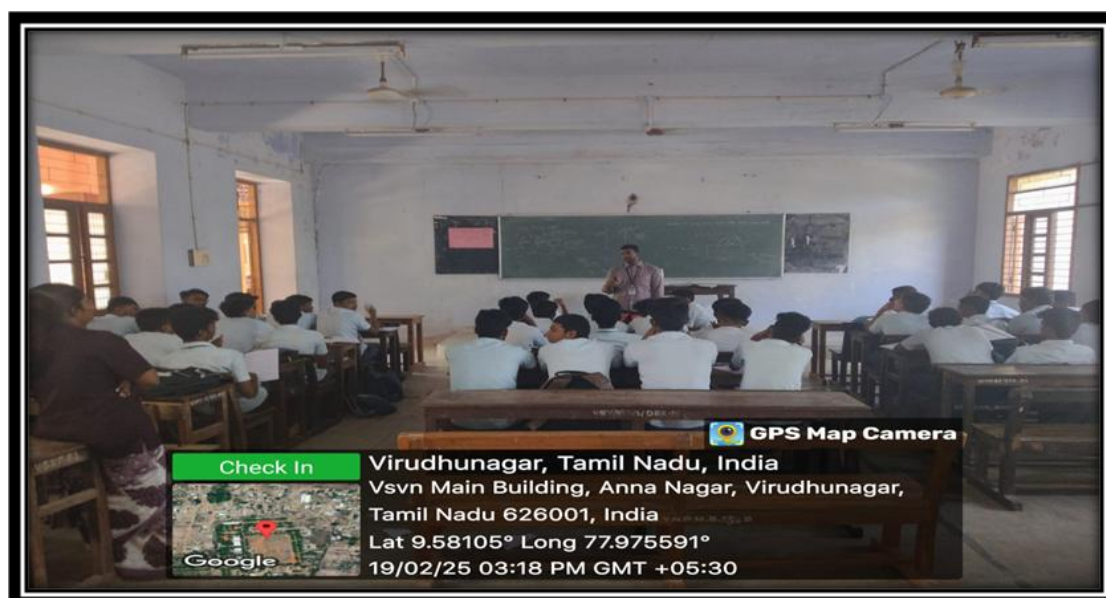 GPS Map Camera
Check In
Virudhunagar, Tamil Nadu, India
Vsvn Main Building, Anna Nagar, Virudhunagar,
Tamil Nadu 626001, India
Lat 9.58105° Long 77.975591°
19/02/25 03:18 PM GMT +05:30
Google